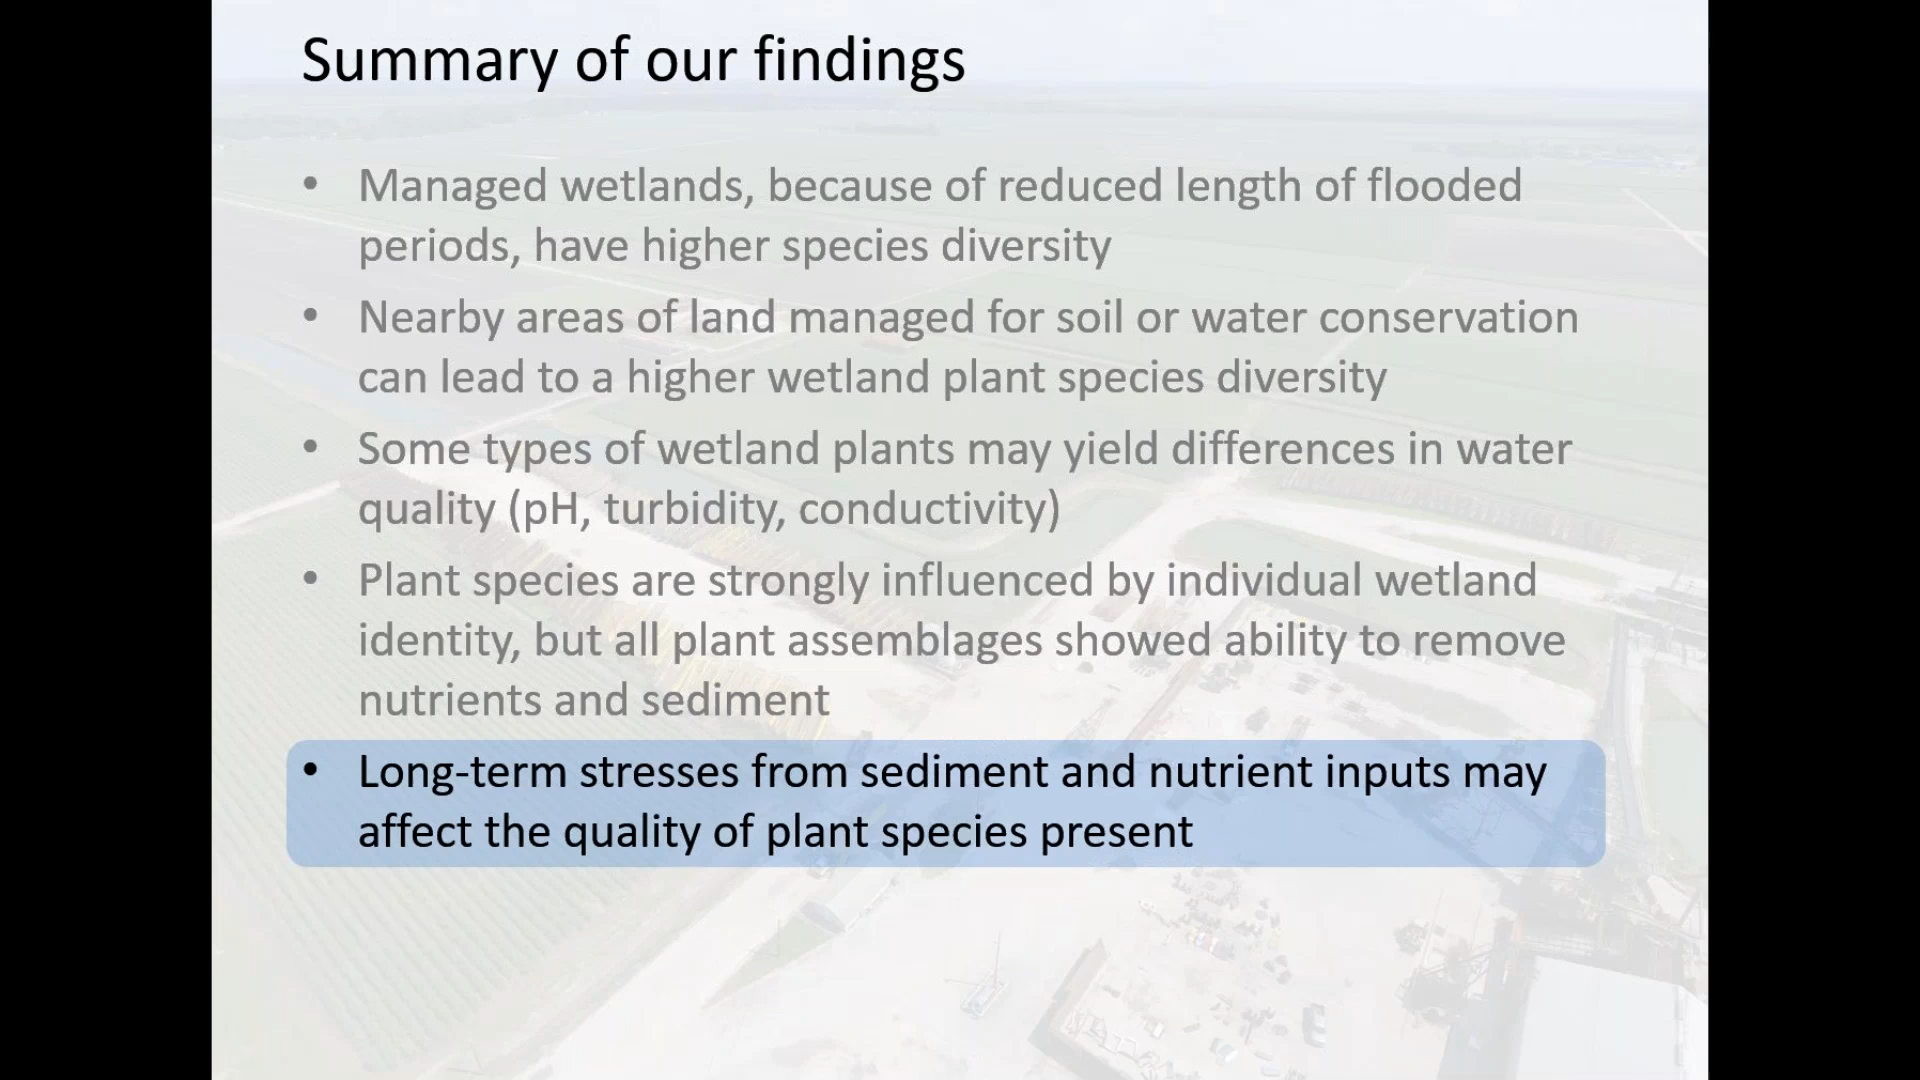 Summary of our findings
• Managed wetlands, because of reduced length of flooded
periods, have higher species diversity
• Nearby areas of land managed for soil or water conservation
can lead to a higher wetland plant species diversity
• Some types of wetland plants may yield differences in water
quality (pH, turbidity, conductivity)
• Plant species are strongly influenced by individual wetland
identity, but all plant assemblages showed ability to remove
nutrients and sediment
• Long-term stresses from sediment and nutrient inputs may
affect the quality of plant species present